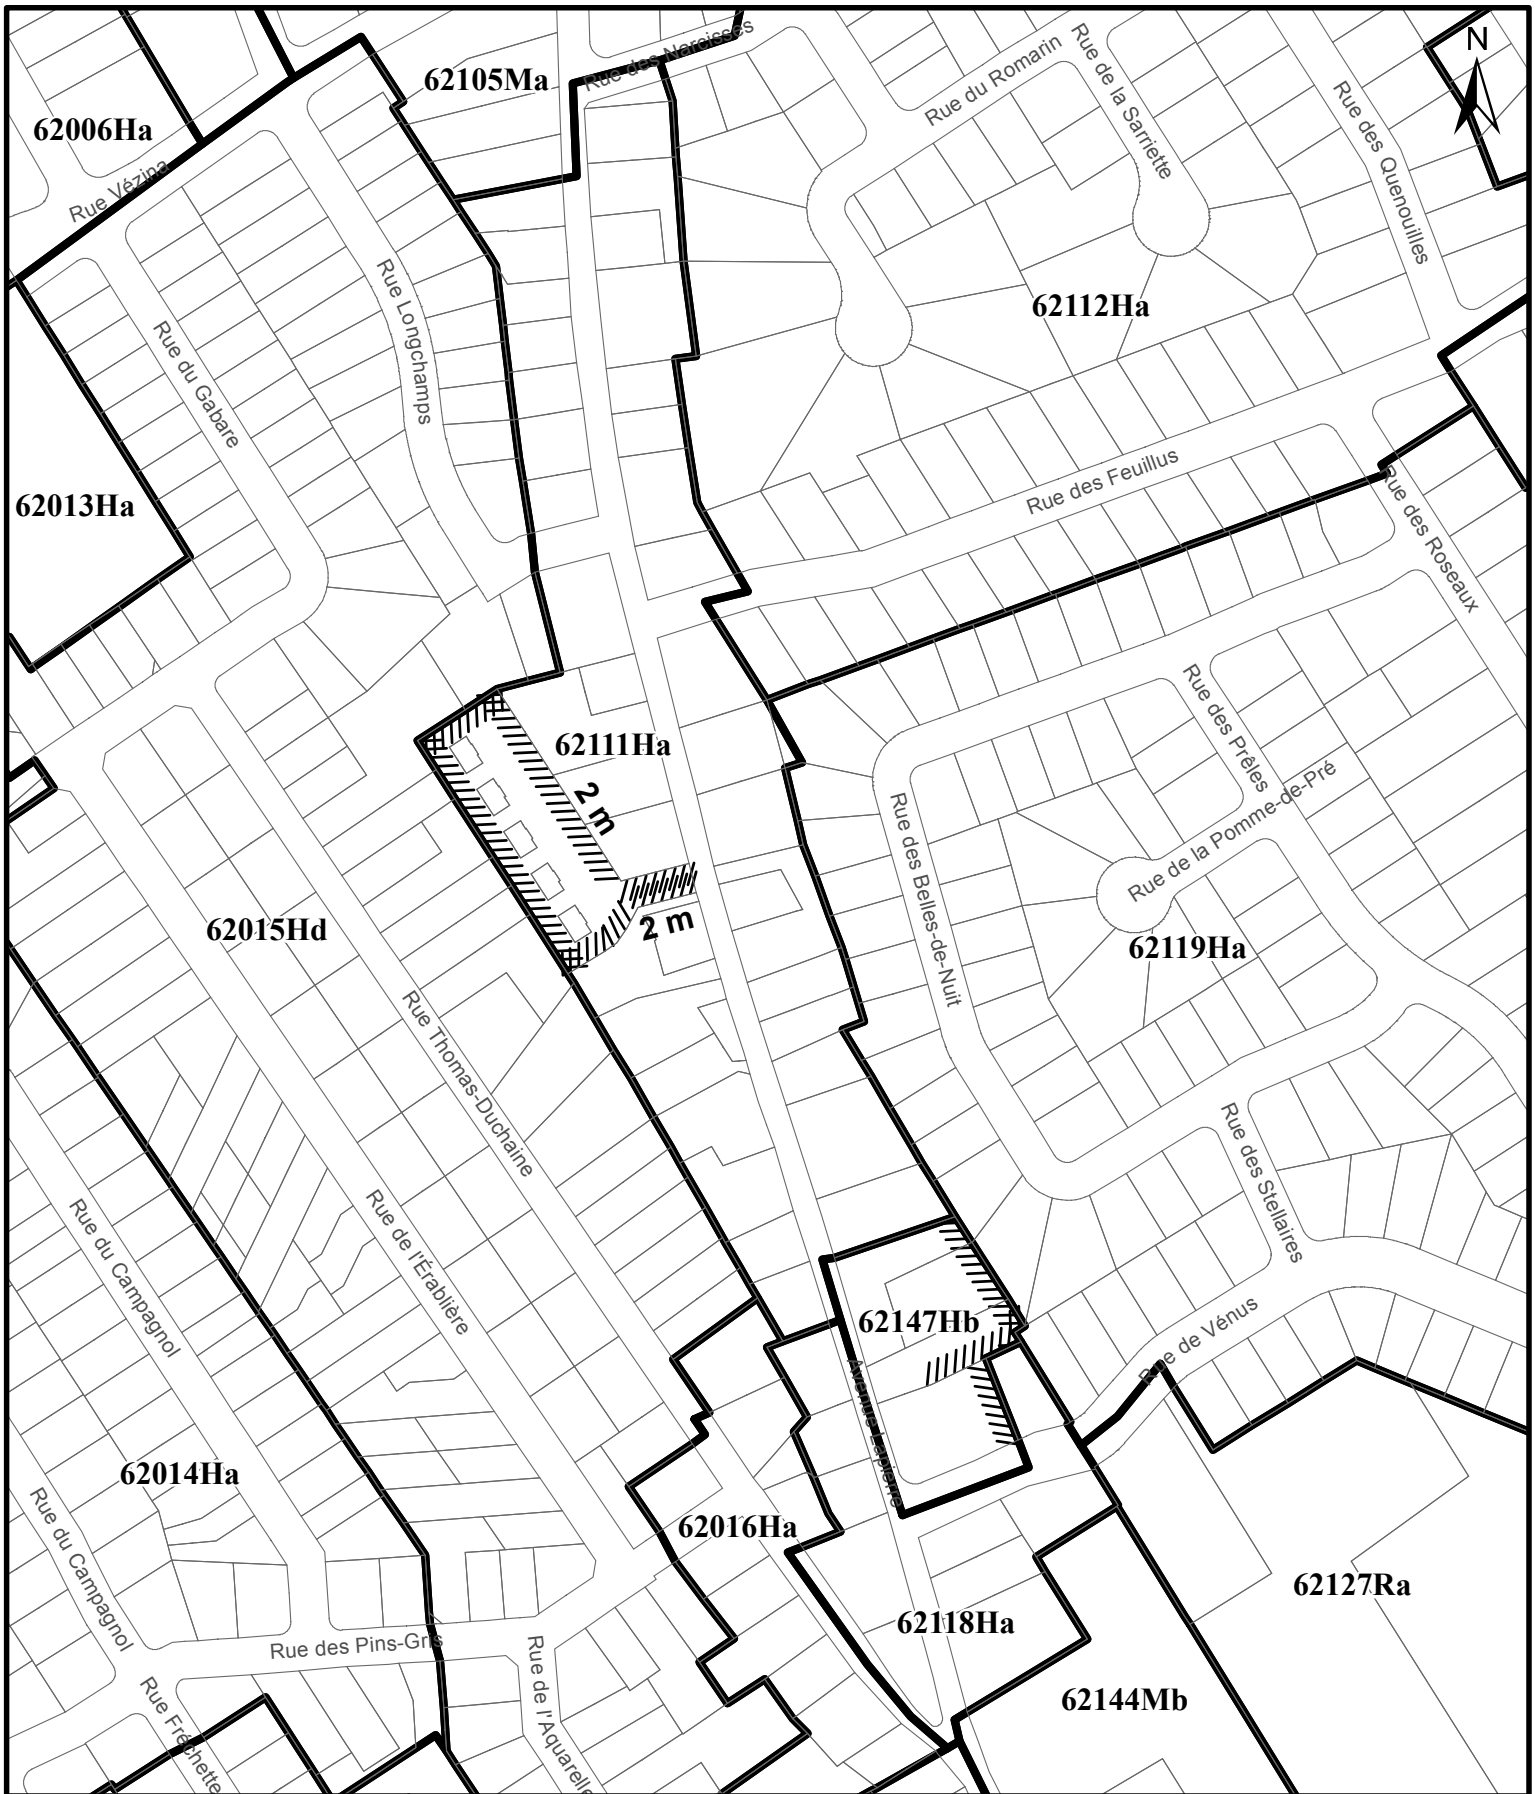 Rue des Narcisses
62105Ma
Rue du Romarin
Rue de la Sarriette
N
62006Ha
Rue des Quenouilles
Rue Vézina
Rue Longchamps
62112Ha
Rue du Gabare
62013Ha
Rue des Feuillus
Rue des Roseaux
Rue des Prêles
62111Ha
2 m
Rue de la Pomme-de-Pré
Rue des Belles-de-Nuit
62015Hd
2 m
62119Ha
Rue Thomas-Duchaine
Rue des Stellaires
Rue du Campagnol
Rue de l'Érablière
62147Hb
Rue de Vénus
Avenue Lapierre
62014Ha
Rue du Campagnol
62016Ha
62127Ra
62118Ha
Rue des Pins-Gris
Rue de l'Aquarelle
62144Mb
Rue Fréchette